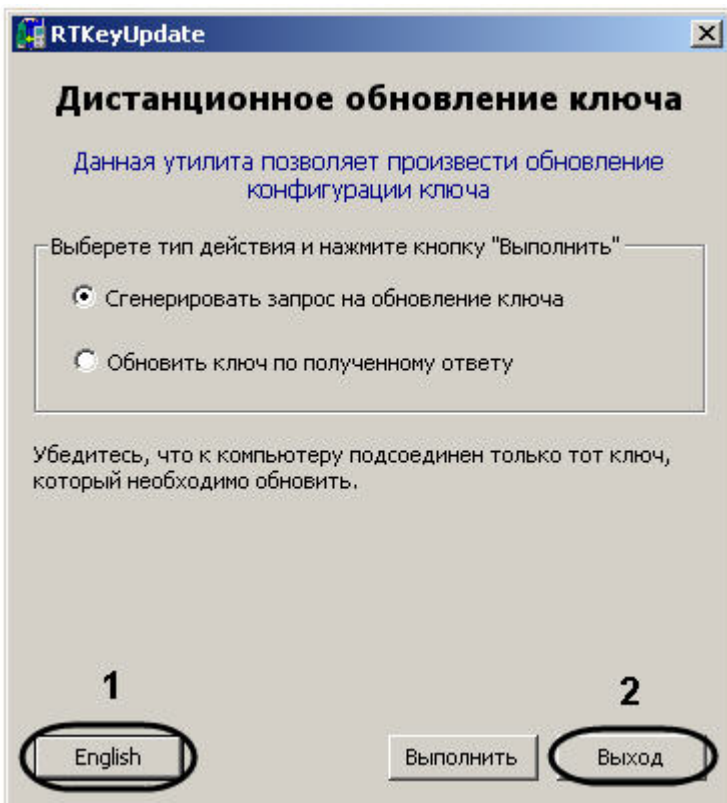 RTKeyUpdate
Дистанционное обновление ключа
Данная утилита позволяет произвести обновление
конфигурации ключа
Выберете тип действия и нажмите кнопку "Выполнить"
Сгенерировать запрос на обновление ключа
Обновить ключ по полученному ответу
Убедитесь, что к компьютеру подсоединен только тот ключ,
который необходимо обновить.
1 2
English Выполнить Выход